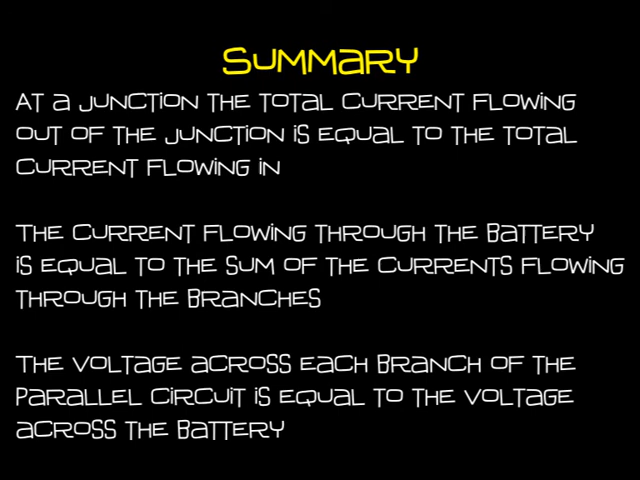 Summary
At a junction the total current flowing
out of the junction is equal to the total
current flowing in
The current flowing through the battery
is equal to the sum of the currents flowing
through the branches
The voltage across each branch of the
parallel circuit is equal to the voltage
across the battery